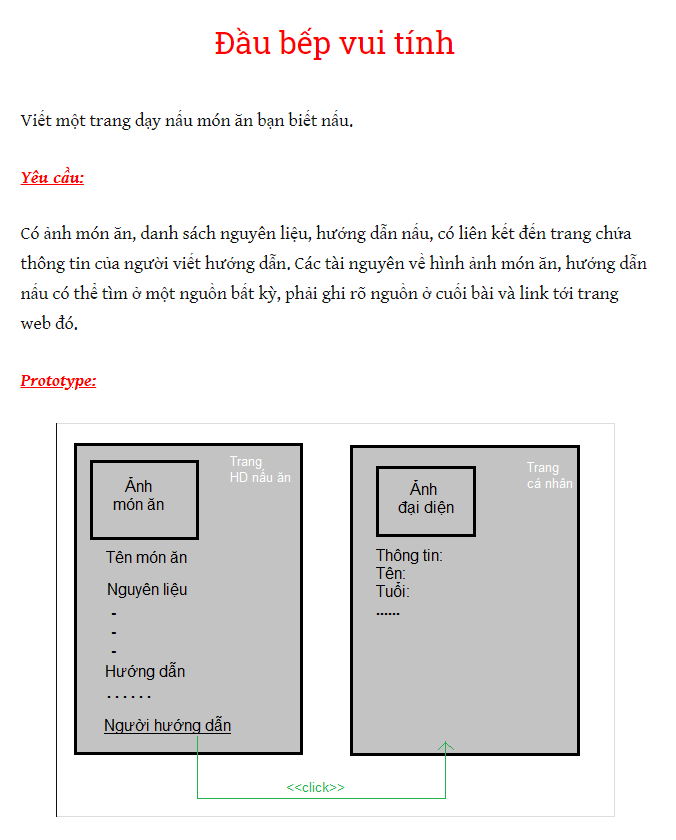 Đầu bếp vui tính
Viết một trang dạy nấu món ăn bạn biết nấu.
Yêu cầu:
Có ảnh món ăn, danh sách nguyên liệu, hướng dẫn nấu, có liên kết đến trang chứa
thông tin của người viết hướng dẫn. Các tài nguyên về hình ảnh món ăn, hướng dẫn
nấu có thể tìm ở một nguồn bất kỳ, phải ghi rõ nguồn ở cuối bài và link tới trang
web đó.
Prototype:
Trang
HD nấu ăn
Ảnh
món ăn
Tên món ăn
Nguyên liệu
-
-
-
Hướng dẫn
......
Người hướng dẫn
Trang
cá nhân
Ảnh
đại diện
Thông tin:
Tên:
Tuổi:
......
<<click>>